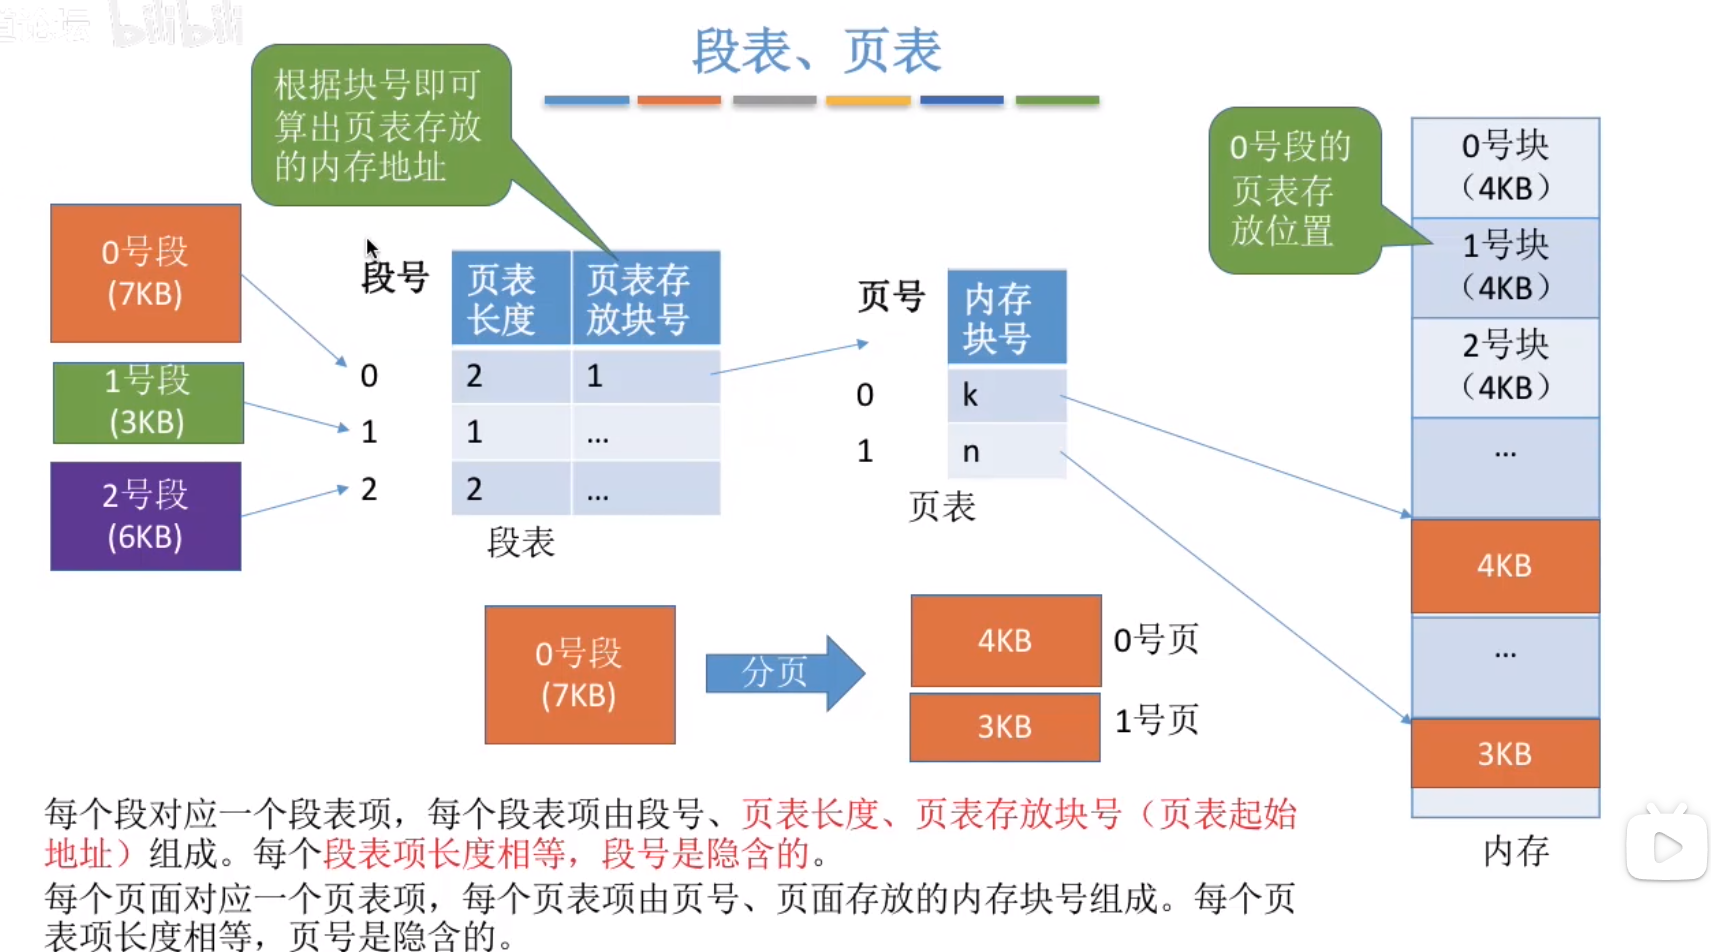 bilibili
段表、页表
根据块号即可
算出页表存放
的内存地址
0号段的
页表存
放位置
0号段
(7KB)
1号段
(3KB)
2号段
(6KB)
段号
页表
长度
页表存
放块号
0
2
1
1
1
...
2
2
...
段表
页号
内存
块号
0
k
1
n
页表
0号块
（4KB）
1号块
（4KB）
2号块
（4KB）
...
4KB
...
3KB
内存
0号段
(7KB)
分页
4KB
0号页
3KB
1号页
每个段对应一个段表项，每个段表项由段号、页表长度、页表存放块号（页表起始
地址）组成。每个段表项长度相等，段号是隐含的。
每个页面对应一个页表项，每个页表项由页号、页面存放的内存块号组成。每个页
表项长度相等，页号是隐含的。